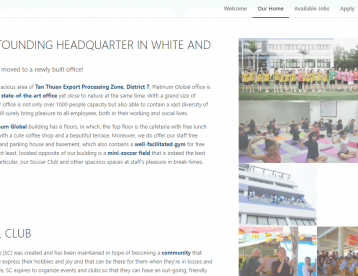 Welcome Our Home Available Jobs Apply
TOUNDING HEADQUARTER IN WHITE AND
moved to a newly built office!
acious area of Tan Thuan Export Processing Zone, District 7, Platinum Global office is
state-of-the-art office yet close to nature at the same time. With a grand size of
office is not only over 1000 people capacity but also able to contain a vast diversity of
ill surely bring pleasure to all employees, both in their working and social lives.
um Global building has 6 floors, in which, the Top floor is the cafeteria with free lunch
with a cute coffee shop and a beautiful terrace. Moreover, we do offer our staff free
and parking house and basement, which also contains a well-facilitated gym for free
ot least, located opposite of our building is a mini-soccer field that is indeed the best
articular, our Soccer Club and other spacious spaces at staff's pleasure in break-times.
CLUB
(SC) was created and has been maintained in hope of becoming a community that
express their hobbies and joy and that can be there for them when they're in losses and
le. SC aspires to organize events and clubs so that they can have an out-going, friendly